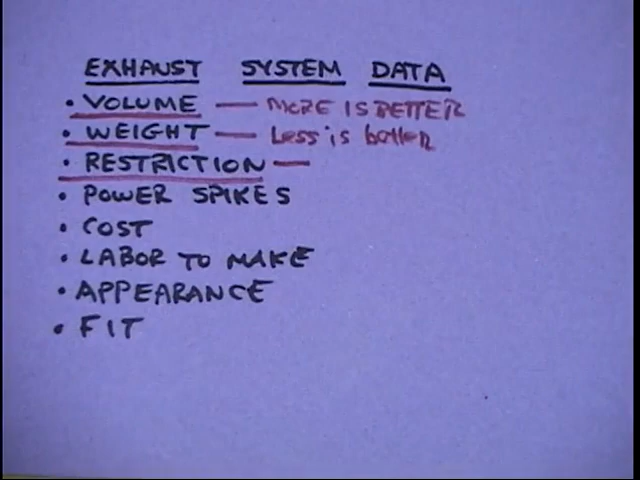 EXHAUST SYSTEM DATA
• VOLUME — MORE IS BETTER
• WEIGHT — Less is better
• RESTRICTION —
• POWER SPIKES
• COST
• LABOR TO MAKE
• APPEARANCE
• FIT